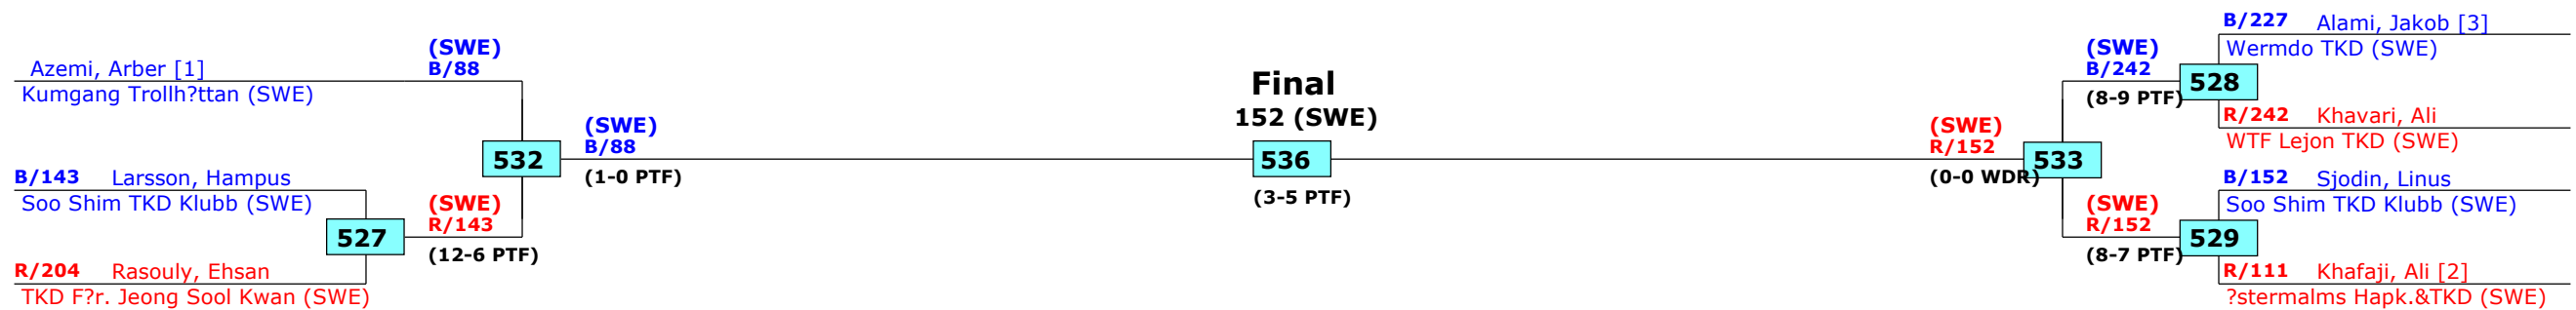 (SWE)
B/88
Azemi, Arber [1]
Kumgang Trollh?ttan (SWE)
B/143 Larsson, Hampus
Soo Shim TKD Klubb (SWE)
527
R/204 Rasouly, Ehsan
TKD F?r. Jeong Sool Kwan (SWE)
(SWE)
R/143
(12-6 PTF)
532
(SWE)
B/88
(1-0 PTF)
Final
152 (SWE)
536
(3-5 PTF)
(SWE)
R/152
(0-0 WDR)
533
(SWE)
B/242
(8-9 PTF)
528
B/227 Alami, Jakob [3]
Wermdo TKD (SWE)
R/242 Khavari, Ali
WTF Lejon TKD (SWE)
(SWE)
R/152
(8-7 PTF)
529
B/152 Sjodin, Linus
Soo Shim TKD Klubb (SWE)
R/111 Khafaji, Ali [2]
?stermalms Hapk.&TKD (SWE)